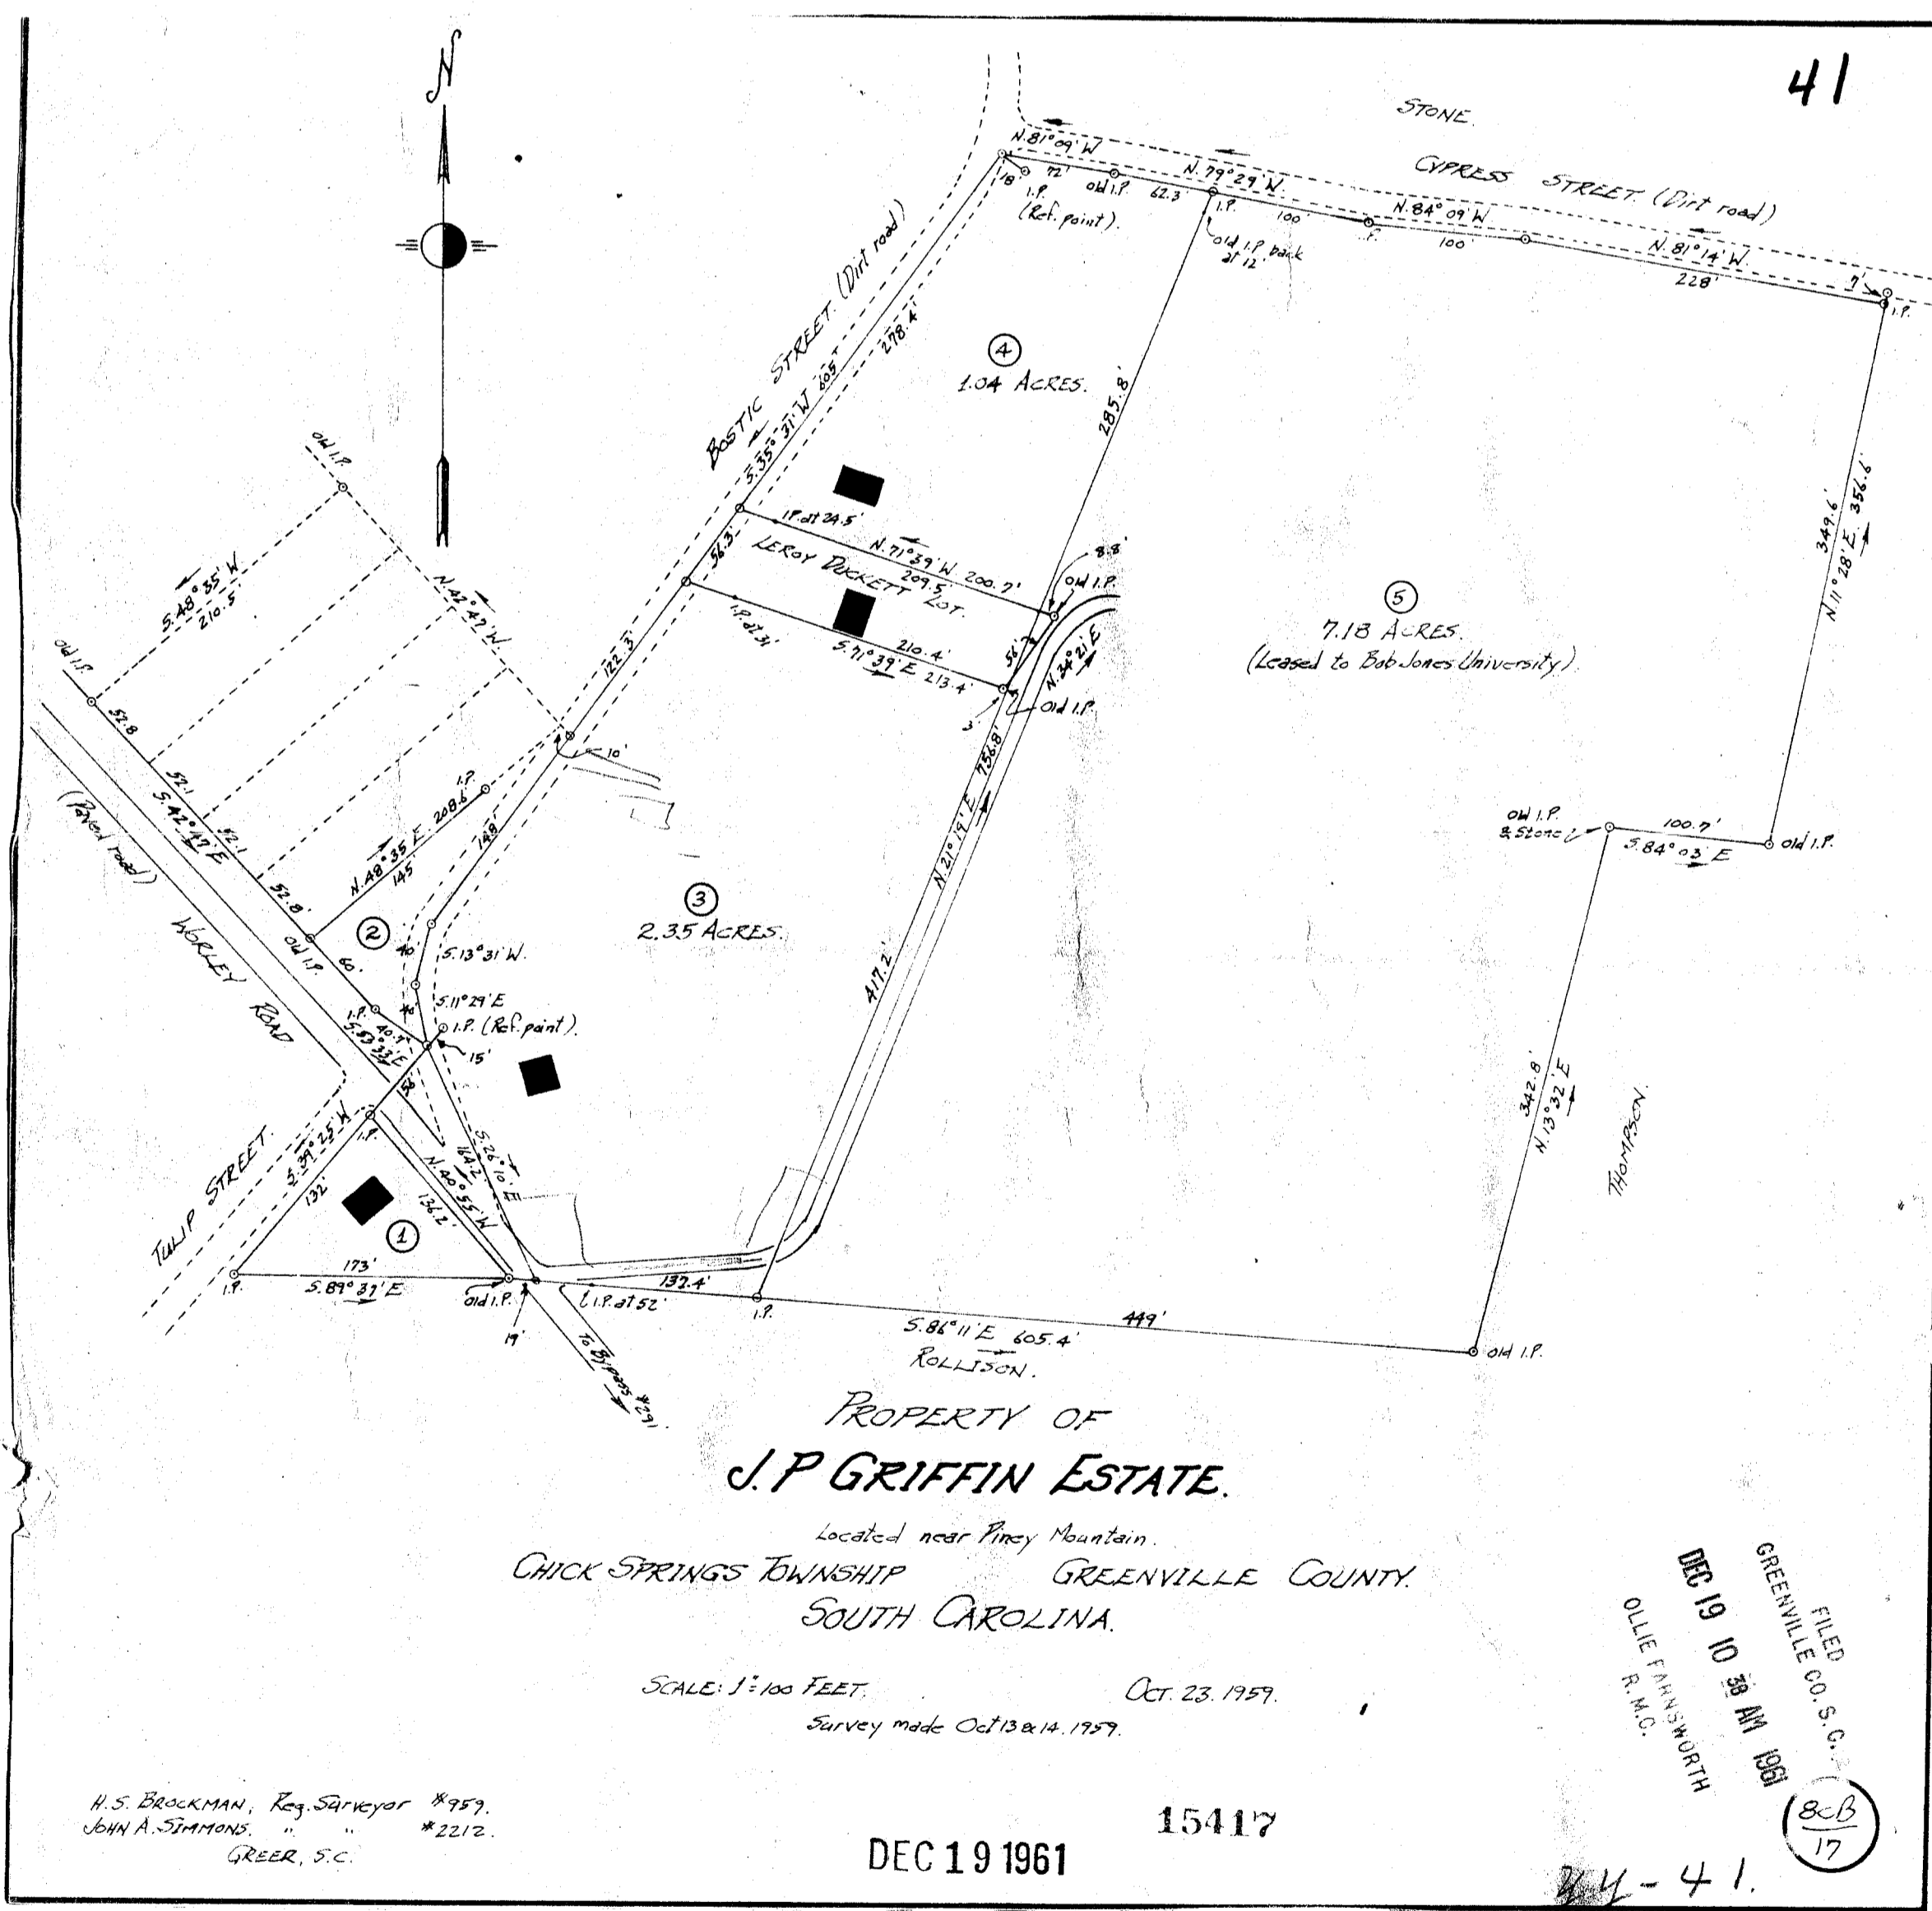 41
N
STONE.
CYPRESS STREET. (Dirt road)
N.81°09'W
72'
18'
I.P.
(Ref. point).
old I.P.
N.79°29'W.
62.3'
I.P.
100'
old I.P. back
at 12'
N.84°09'W
100'
N.81°14'W.
228'
7'
I.P.
BOSTIC STREET. (Dirt road)
S.35°31'W 605'
278.4'
4
1.04 ACRES.
285.8'
349.6'
N.11°28'E. 356.6'
old I.P.
S.48°35'W
210.5'
N.42°47'W.
old I.P.
I.P. at 24.5'
N.71°39'W. 200.7'
209.5'
LEROY DUCKETT LOT.
56.3'
8.8'
old I.P.
I.P. at 31'
210.4'
S.71°39'E 213.4'
56'
N.34°21'E
3'
old I.P.
5
7.18 ACRES.
(Leased to Bob Jones University).
122.3'
10'
52.8
52.1
S.42°47'E
52.1
52.8'
(Paved road)
WORLEY ROAD
I.P.
N.48°35'E. 208.6'
145'
148'
2
old I.P.
60'
3
2.35 ACRES.
N.21°19'E 756.8'
417.2'
old I.P.
& Stone
100.7'
S.84°03'E
old I.P.
40'
S.13°31'W.
40'
S.11°29'E
I.P. (Ref. point).
15'
I.P.
40.7'
S.53°33'E
58'
342.8'
N.13°32'E
THOMPSON.
TULIP STREET.
S.39°25'W
132'
I.P.
1
N.40°55'W
136.2'
164.2'
S.26°10'E
I.P.
173'
S.89°37'E
old I.P.
19'
I.P. at 52'
137.4'
I.P.
To Bypass #291.
S.86°11'E 605.4'
449'
ROLLISON.
old I.P.
PROPERTY OF
J.P GRIFFIN ESTATE.
Located near Piney Mountain.
CHICK SPRINGS TOWNSHIP GREENVILLE COUNTY.
SOUTH CAROLINA.
SCALE: 1"=100 FEET. OCT. 23. 1959.
Survey made Oct 13 & 14. 1959.
FILED
GREENVILLE CO. S. C.
DEC 19 10 38 AM 1961
OLLIE FARNSWORTH
R. M. C.
H.S. BROCKMAN, Reg. Surveyor #959.
JOHN A. SIMMONS. " " #2212.
GREER, S.C.
15417
DEC 19 1961
8CB
17
YY-41.